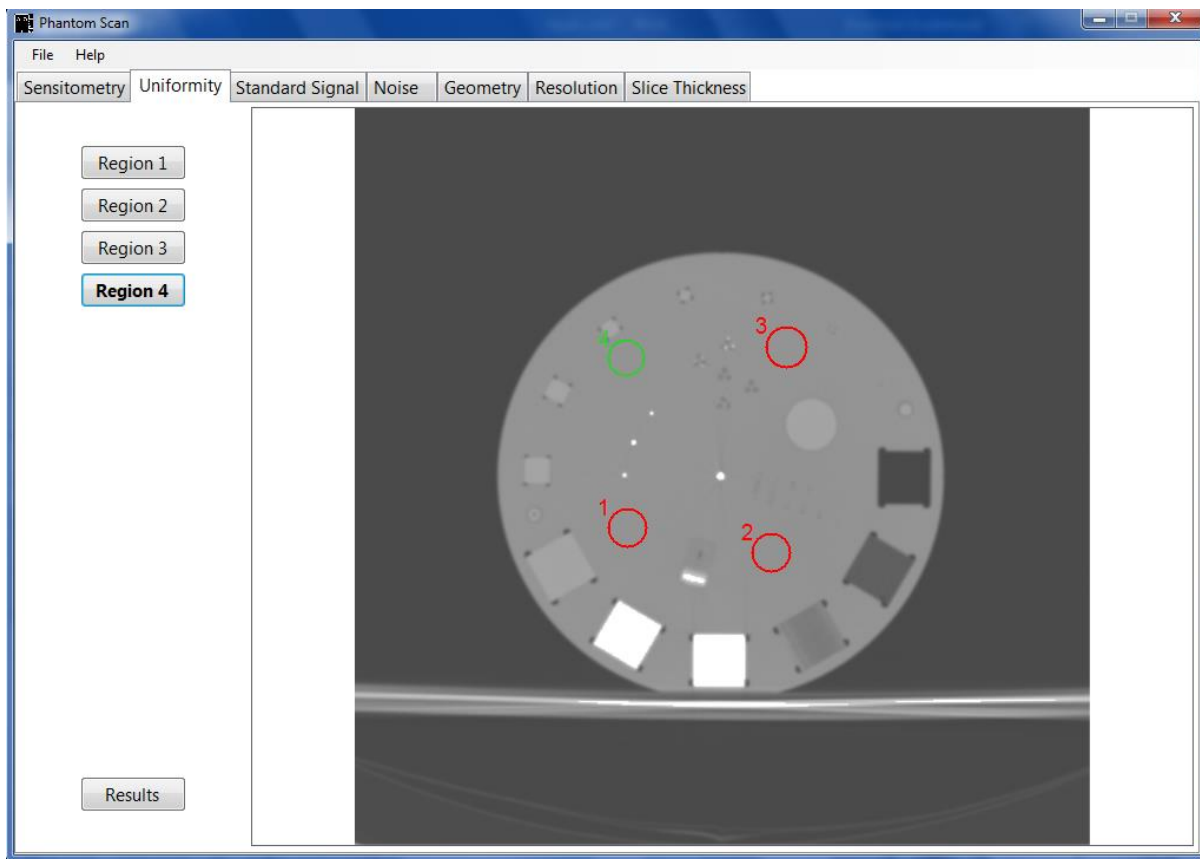 Phantom Scan
File Help
Sensitometry Uniformity Standard Signal Noise Geometry Resolution Slice Thickness
Region 1
Region 2
Region 3
Region 4
3
4
1
2
Results